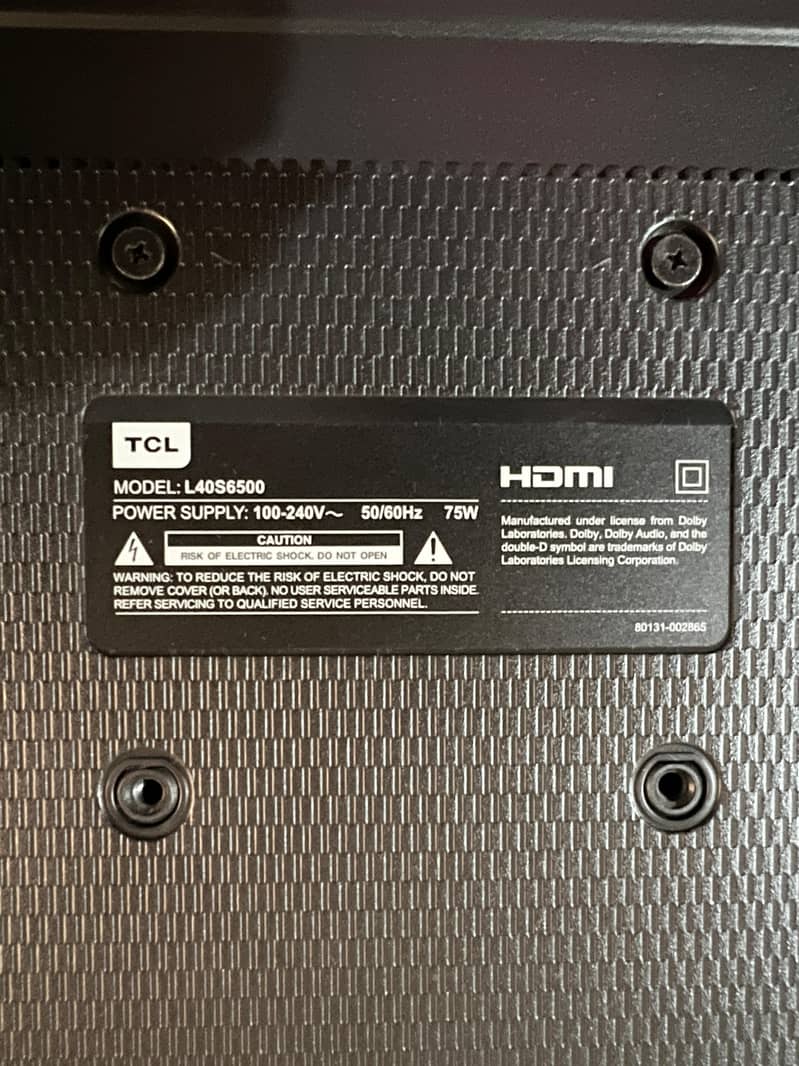 TCL
MODEL: L40S6500
POWER SUPPLY: 100-240V~ 50/60Hz 75W
CAUTION
RISK OF ELECTRIC SHOCK, DO NOT OPEN
WARNING: TO REDUCE THE RISK OF ELECTRIC SHOCK, DO NOT
REMOVE COVER (OR BACK). NO USER SERVICEABLE PARTS INSIDE.
REFER SERVICING TO QUALIFIED SERVICE PERSONNEL.
HDMI
Manufactured under license from Dolby
Laboratories. Dolby, Dolby Audio, and the
double-D symbol are trademarks of Dolby
Laboratories Licensing Corporation.
80131-002865